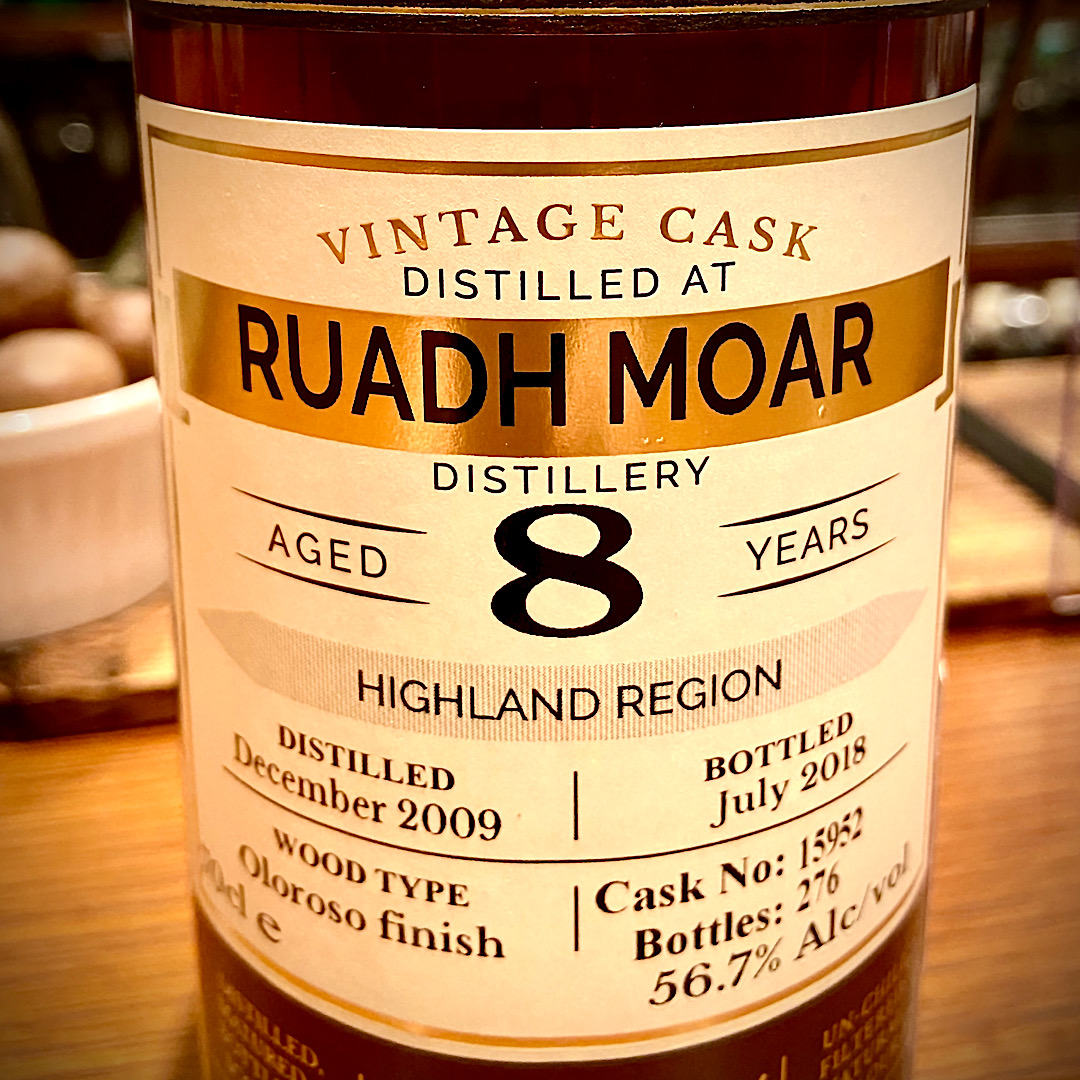 VINTAGE CASK
DISTILLED AT
RUADH MOAR
DISTILLERY
AGED 8 YEARS
HIGHLAND REGION
DISTILLED
December 2009
BOTTLED
July 2018
WOOD TYPE
Oloroso finish
70cl e
Cask No: 15952
Bottles: 276
56.7% Alc/vol